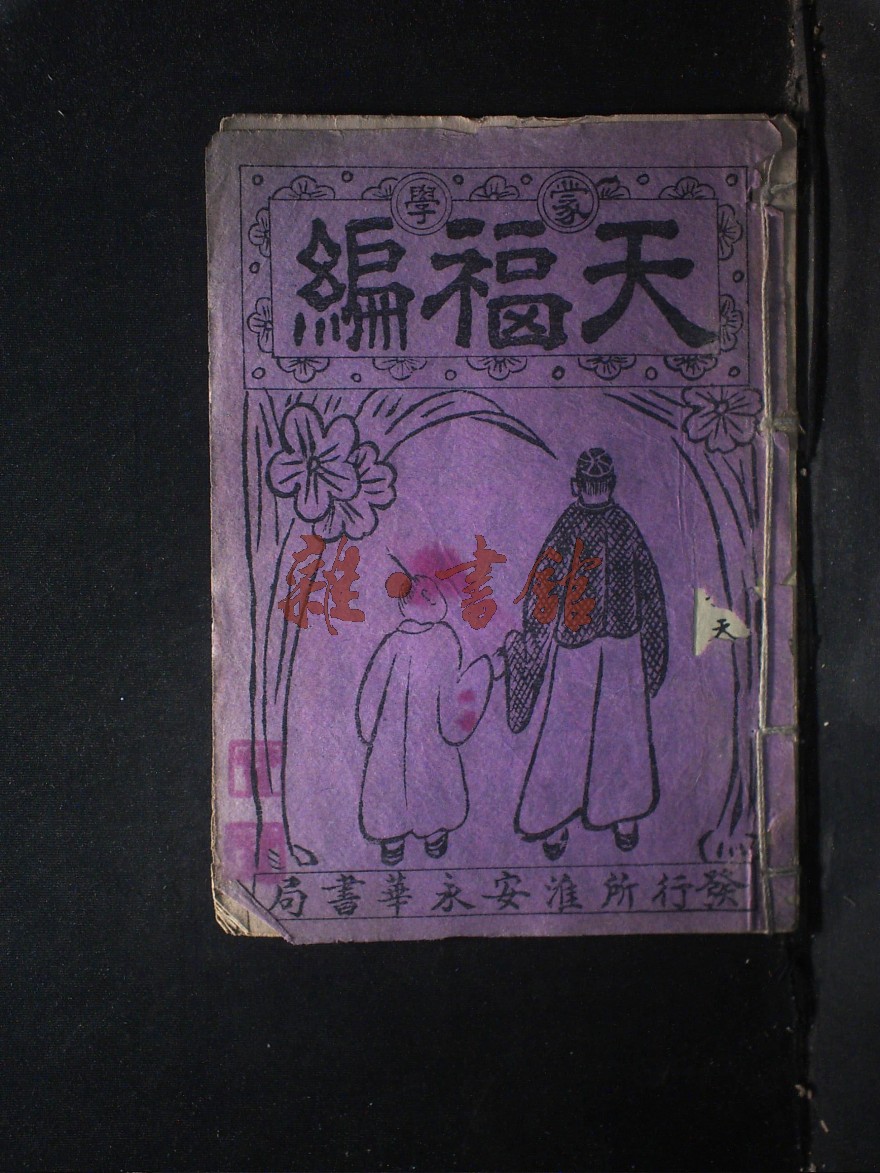 蒙學
天福編
雜·書館
天
發行所淮安永華書局